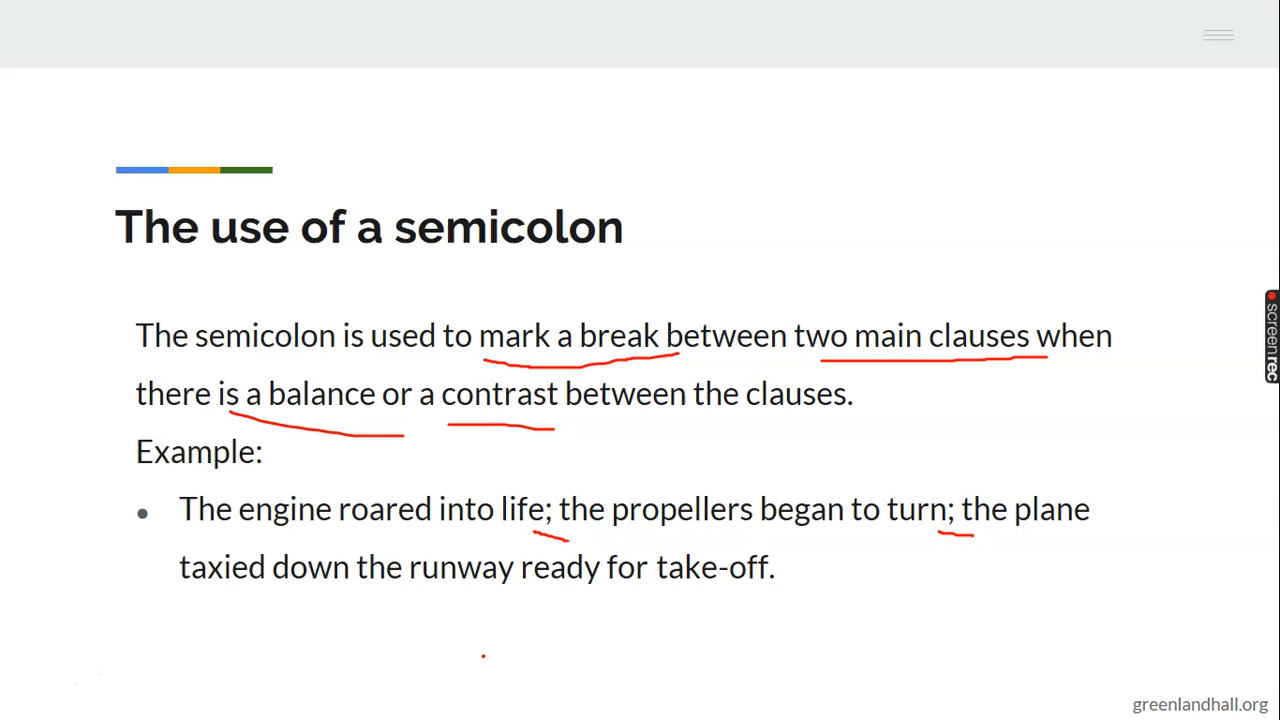 The use of a semicolon
The semicolon is used to mark a break between two main clauses when
there is a balance or a contrast between the clauses.
Example:
● The engine roared into life; the propellers began to turn; the plane
taxied down the runway ready for take-off.
screenrec
greenlandhall.org